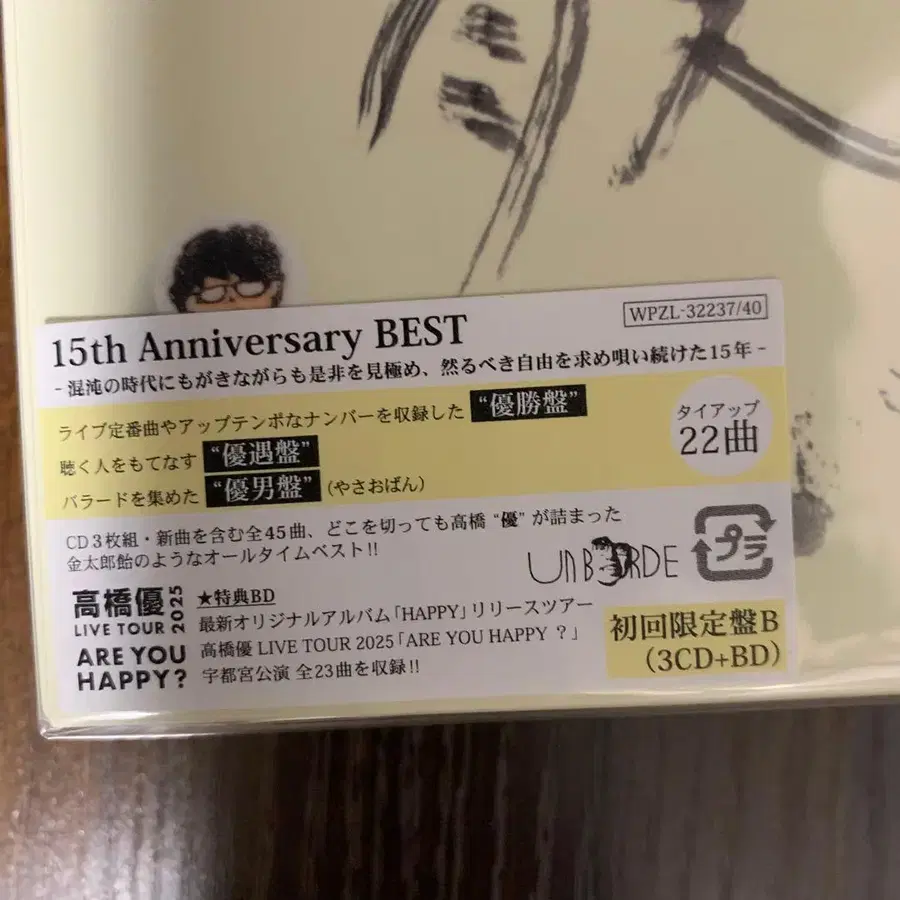 15th Anniversary BEST
WPZL-32237/40
- 混沌の時代にもがきながらも是非を見極め、然るべき自由を求め唄い続けた15年 -
ライブ定番曲やアップテンポなナンバーを収録した “優勝盤”
聴く人をもてなす “優遇盤”
バラードを集めた “優男盤” (やさおばん)
タイアップ
22曲
CD3枚組・新曲を含む全45曲、どこを切っても高橋 “優” が詰まった
金太郎飴のようなオールタイムベスト!!
UNBORDE
プラ
高橋優 2025
LIVE TOUR
ARE YOU
HAPPY?
★特典BD
最新オリジナルアルバム「HAPPY」リリースツアー
高橋優 LIVE TOUR 2025「ARE YOU HAPPY ?」
宇都宮公演 全23曲を収録!!
初回限定盤B
(3CD+BD)